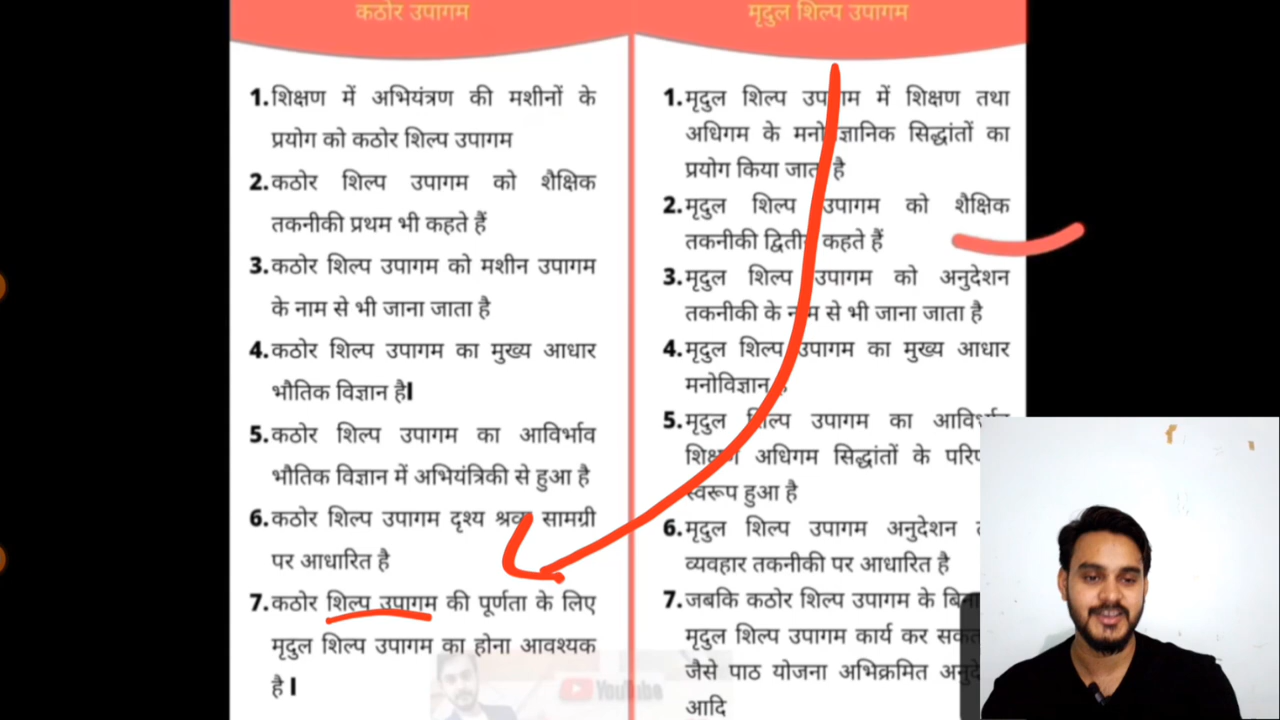 कठोर उपागम
1. शिक्षण में अभियंत्रण की मशीनों के
प्रयोग को कठोर शिल्प उपागम
2. कठोर शिल्प उपागम को शैक्षिक
तकनीकी प्रथम भी कहते हैं
3. कठोर शिल्प उपागम को मशीन उपागम
के नाम से भी जाना जाता है
4. कठोर शिल्प उपागम का मुख्य आधार
भौतिक विज्ञान है।
5. कठोर शिल्प उपागम का आविर्भाव
भौतिक विज्ञान में अभियंत्रिकी से हुआ है
6. कठोर शिल्प उपागम दृश्य श्रव्य सामग्री
पर आधारित है
7. कठोर शिल्प उपागम की पूर्णता के लिए
मृदुल शिल्प उपागम का होना आवश्यक
है ।
मृदुल शिल्प उपागम
1. मृदुल शिल्प उपागम में शिक्षण तथा
अधिगम के मनोवैज्ञानिक सिद्धांतों का
प्रयोग किया जाता है
2. मृदुल शिल्प उपागम को शैक्षिक
तकनीकी द्वितीय कहते हैं
3. मृदुल शिल्प उपागम को अनुदेशन
तकनीकी के नाम से भी जाना जाता है
4. मृदुल शिल्प उपागम का मुख्य आधार
मनोविज्ञान है
5. मृदुल शिल्प उपागम का
शिक्षण अधिगम सिद्धांतों के
स्वरूप हुआ है
6. मृदुल शिल्प उपागम अनुदेशन
व्यवहार तकनीकी पर आधारित है
7. जबकि कठोर शिल्प उपागम के बिना
मृदुल शिल्प उपागम कार्य कर
जैसे पाठ योजना अभिक्रमित
आदि
YouTube